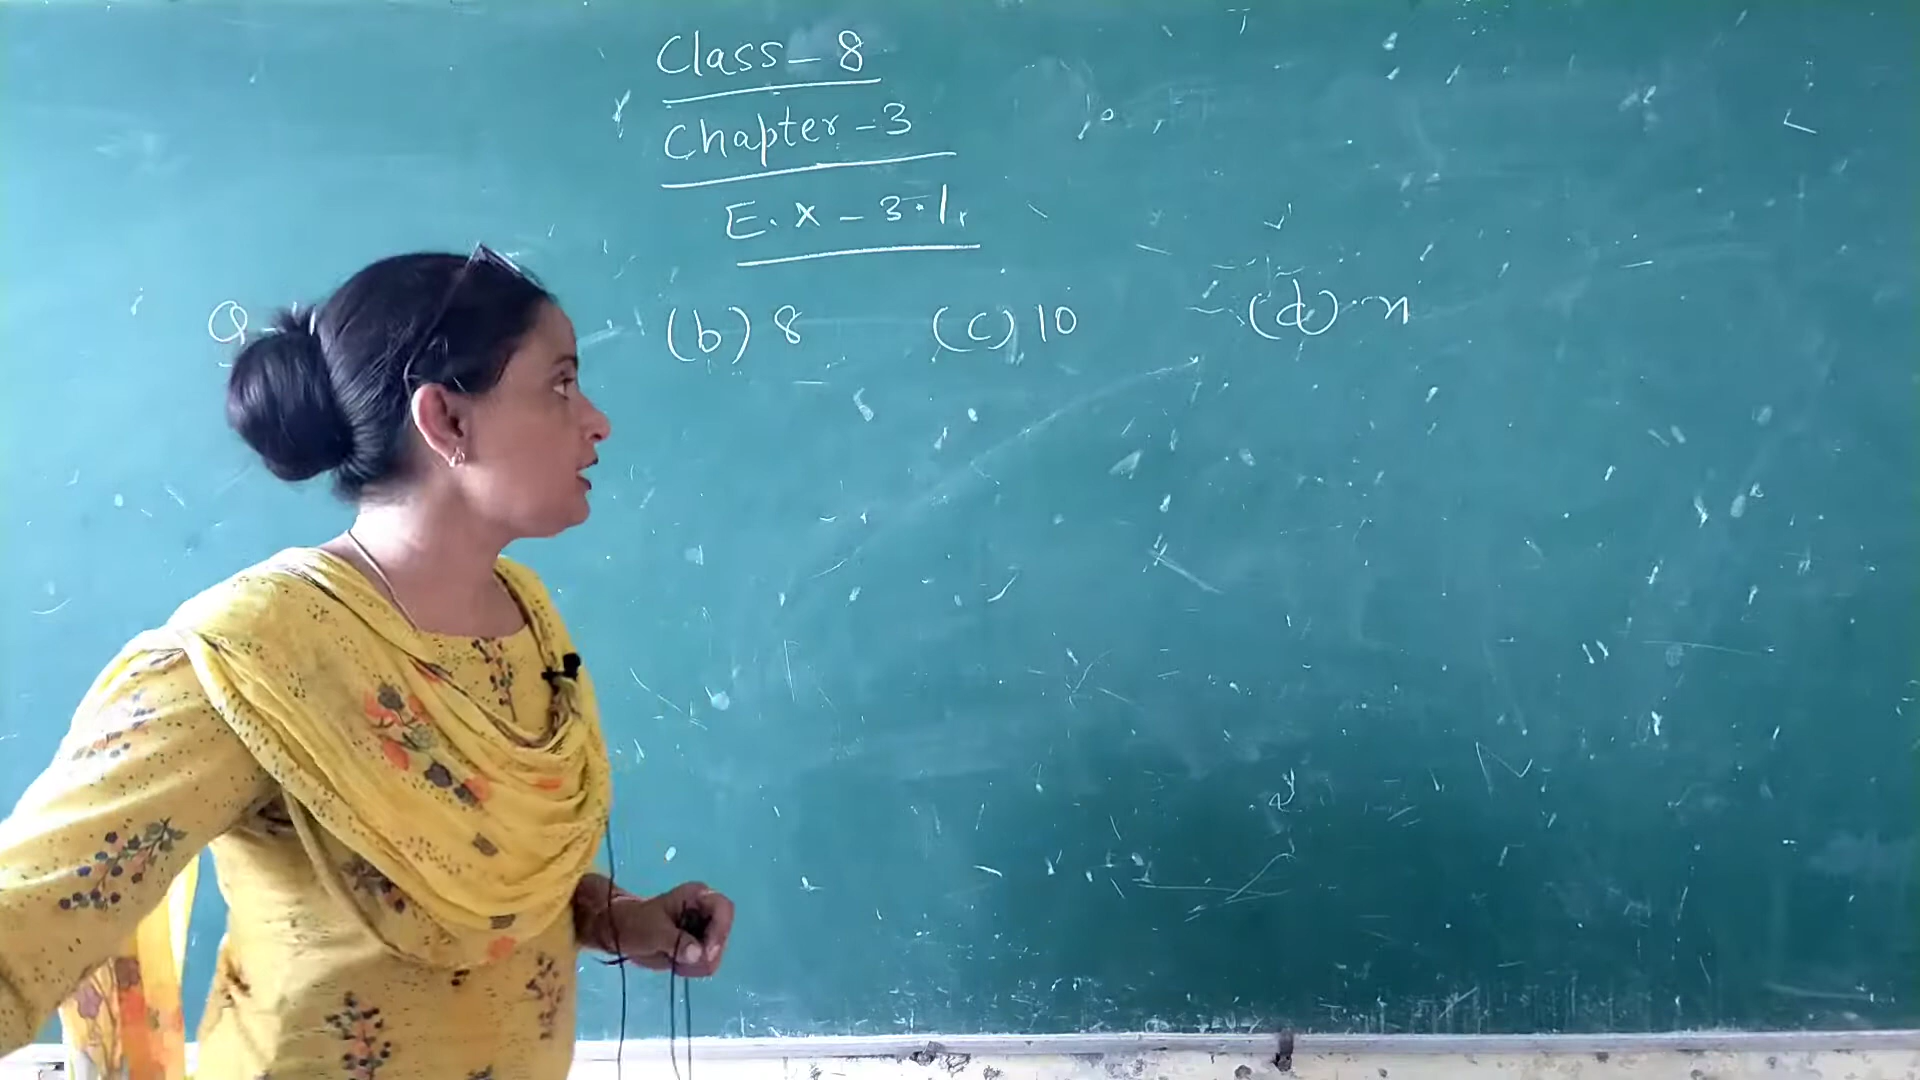 Class - 8
Chapter - 3
E.x - 3.1.
Q- (b) 8 (c) 10 (d) n